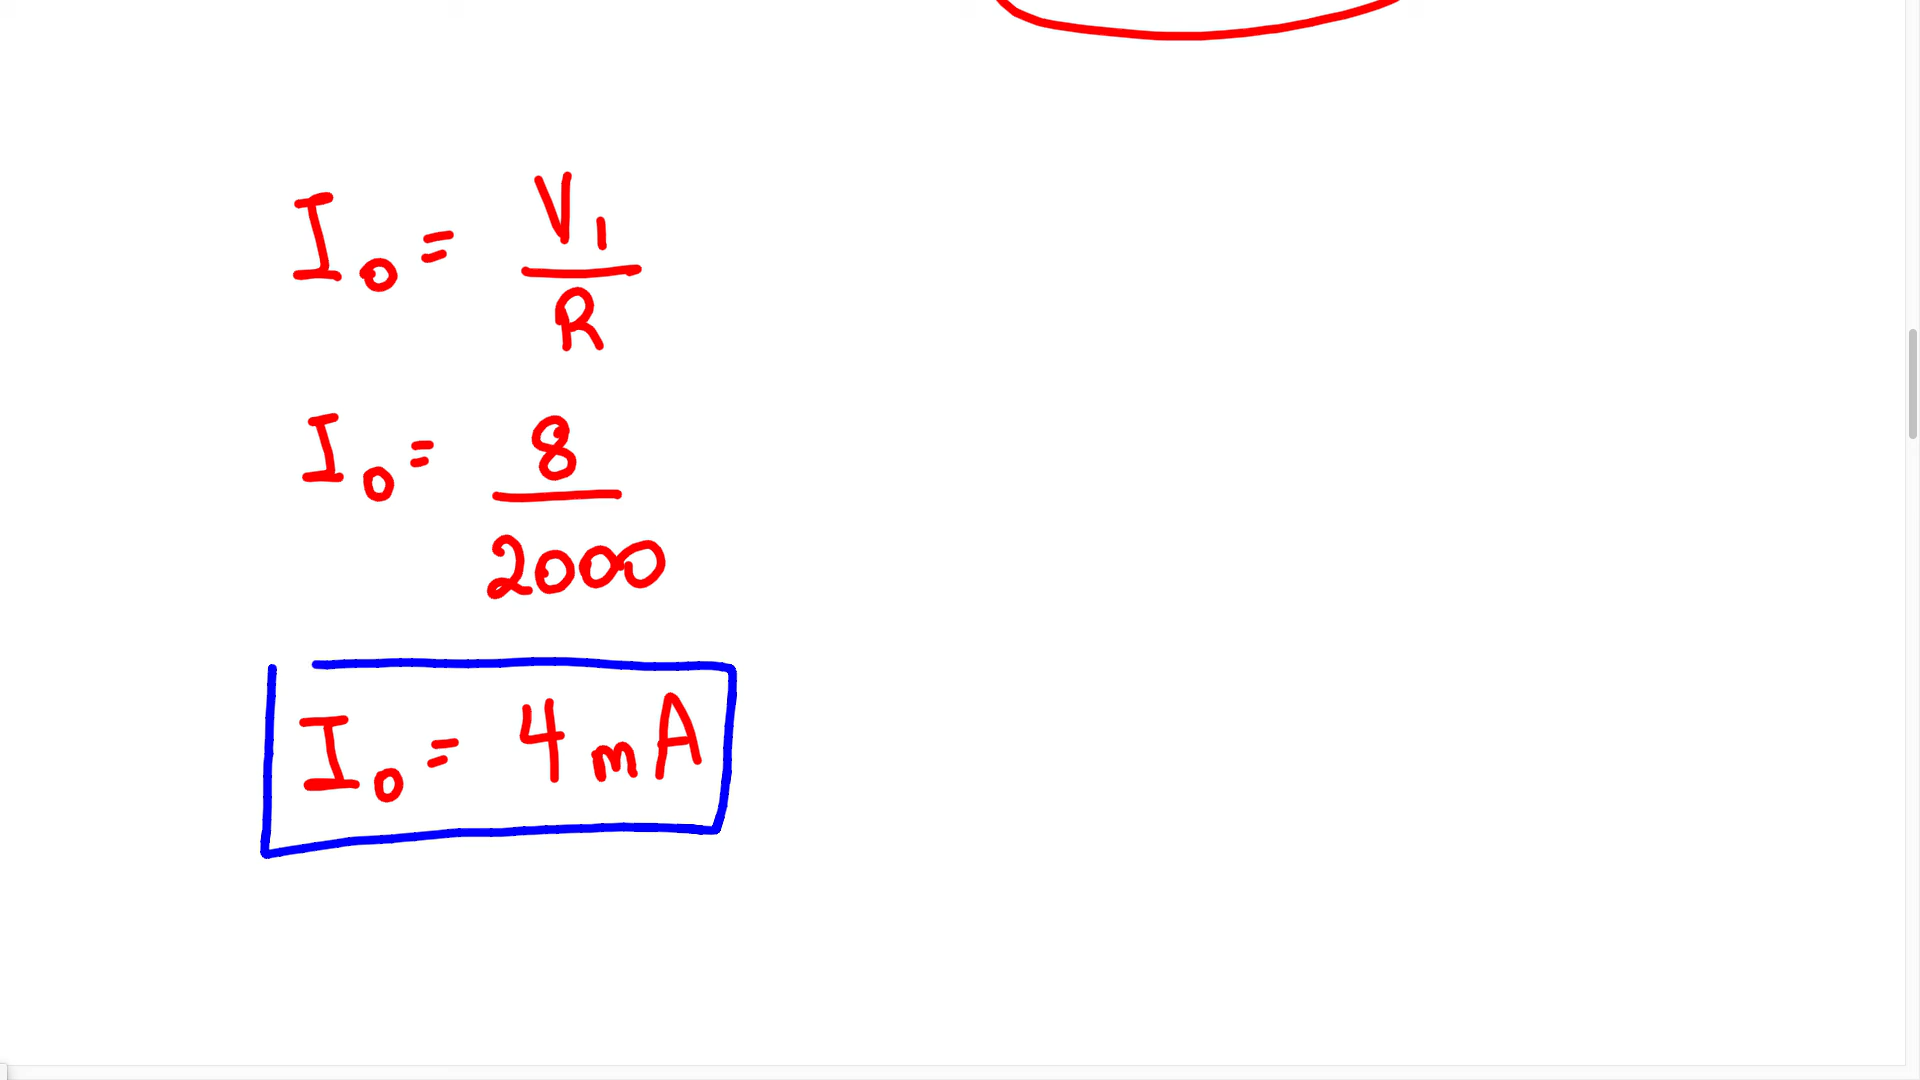 I₀ = V₁ / R
I₀ = 8 / 2000
I₀ = 4 mA